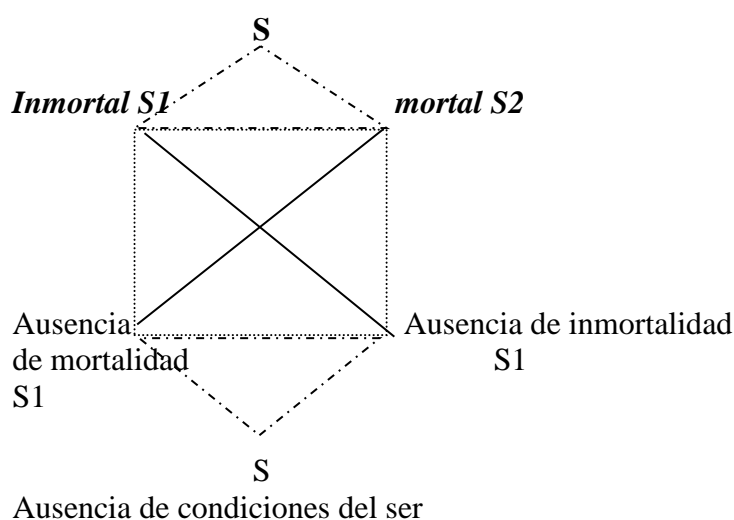 S
Inmortal S1 mortal S2
Ausencia Ausencia de inmortalidad
de mortalidad S1
S1
S
Ausencia de condiciones del ser